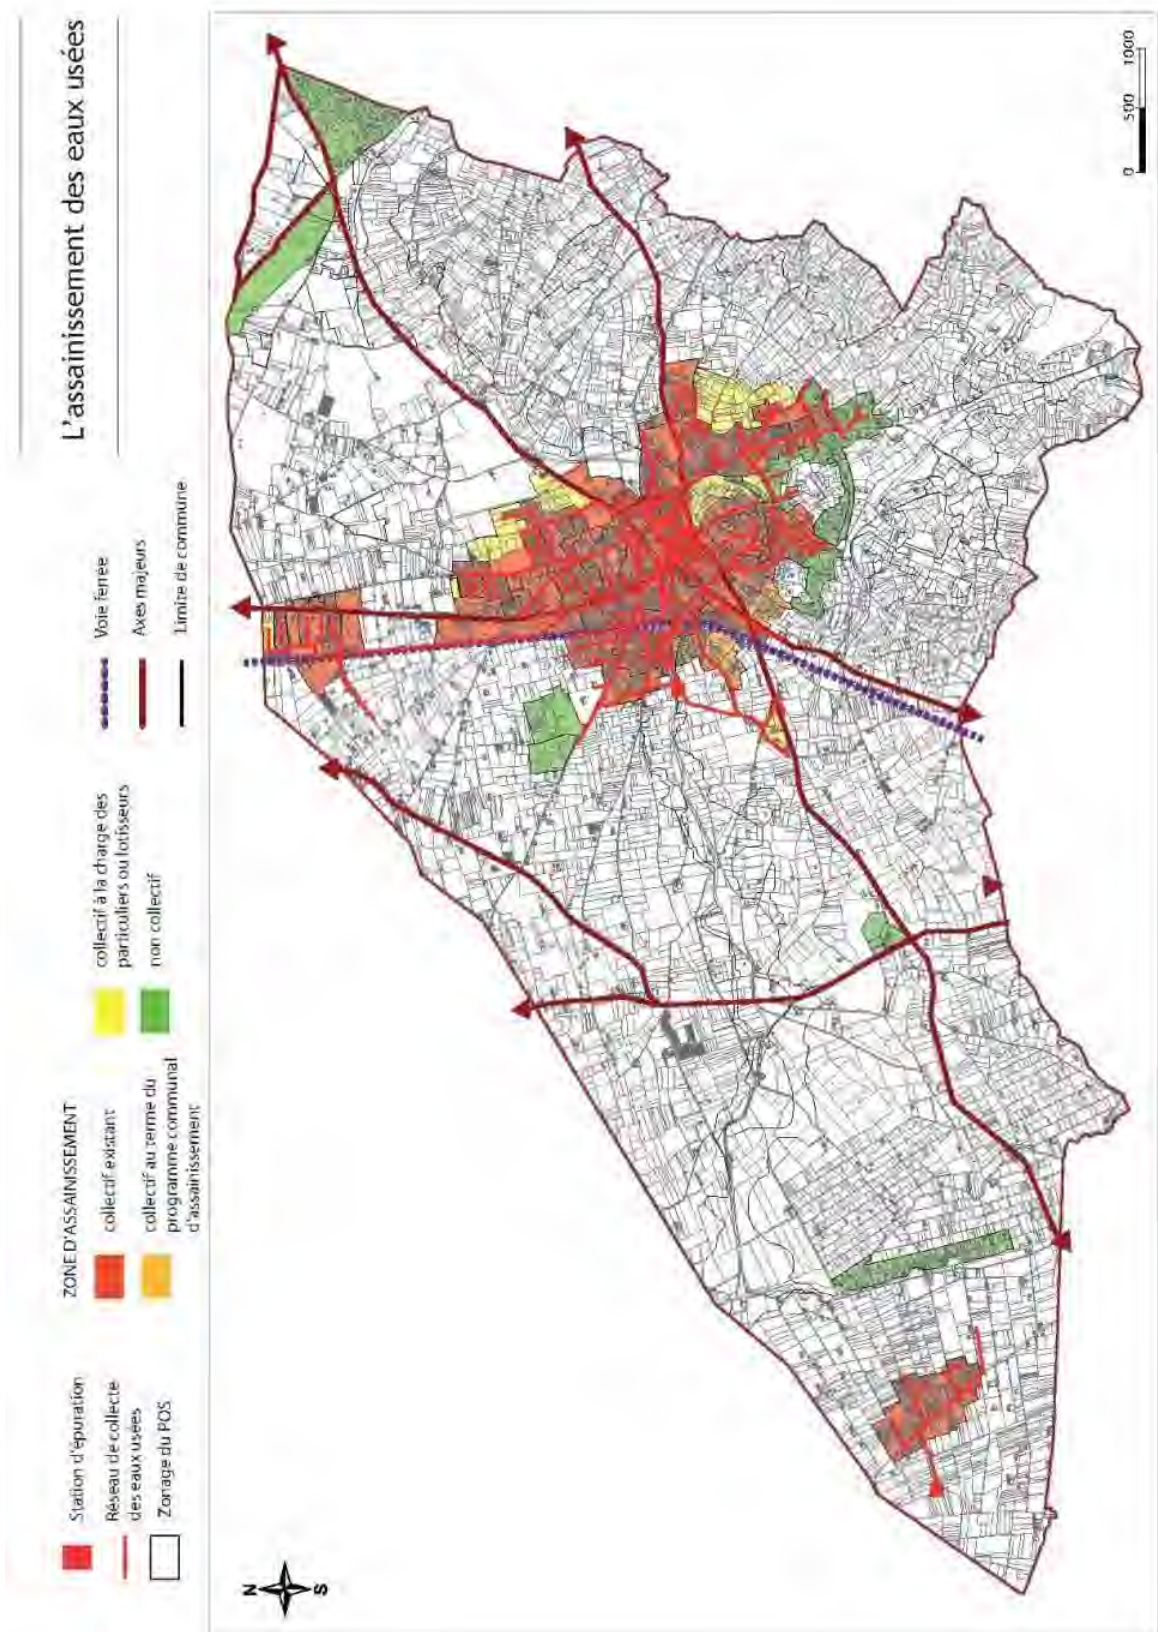 L'assainissement des eaux usées
Station d'épuration
Réseau de collecte
des eaux usées
Zonage du POS
ZONE D'ASSAINISSEMENT
collectif existant
collectif au terme du
programme communal
d'assainissement
collectif à la charge des
particuliers ou lotisseurs
non collectif
Voie ferrée
Axes majeurs
Limite de commune
N
S
0 500 1000